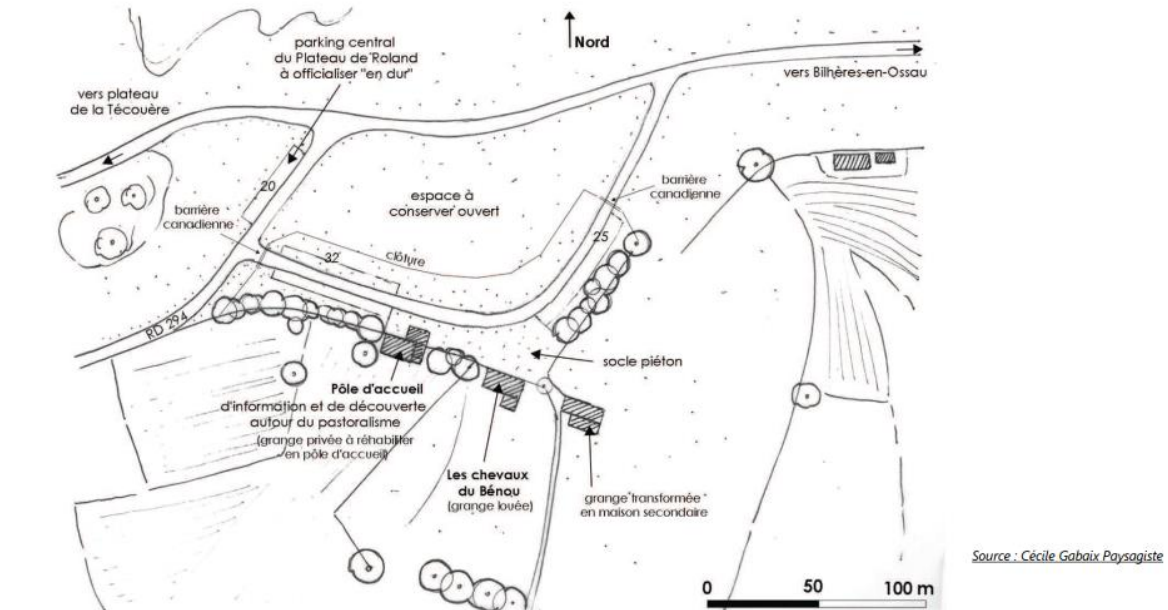 Nord
parking central
du Plateau de Roland
à officialiser "en dur"
vers Bilhères-en-Ossau
vers plateau
de la Técouère
20
barrière
canadienne
espace à
conserver ouvert
barrière
canadienne
25
32
clôture
RD 294
socle piéton
Pôle d'accueil
d'information et de découverte
autour du pastoralisme
(grange privée à réhabiliter
en pôle d'accueil)
Les chevaux
du Bénou
(grange louée)
grange transformée
en maison secondaire
0 50 100 m
Source : Cécile Gabaix Paysagiste